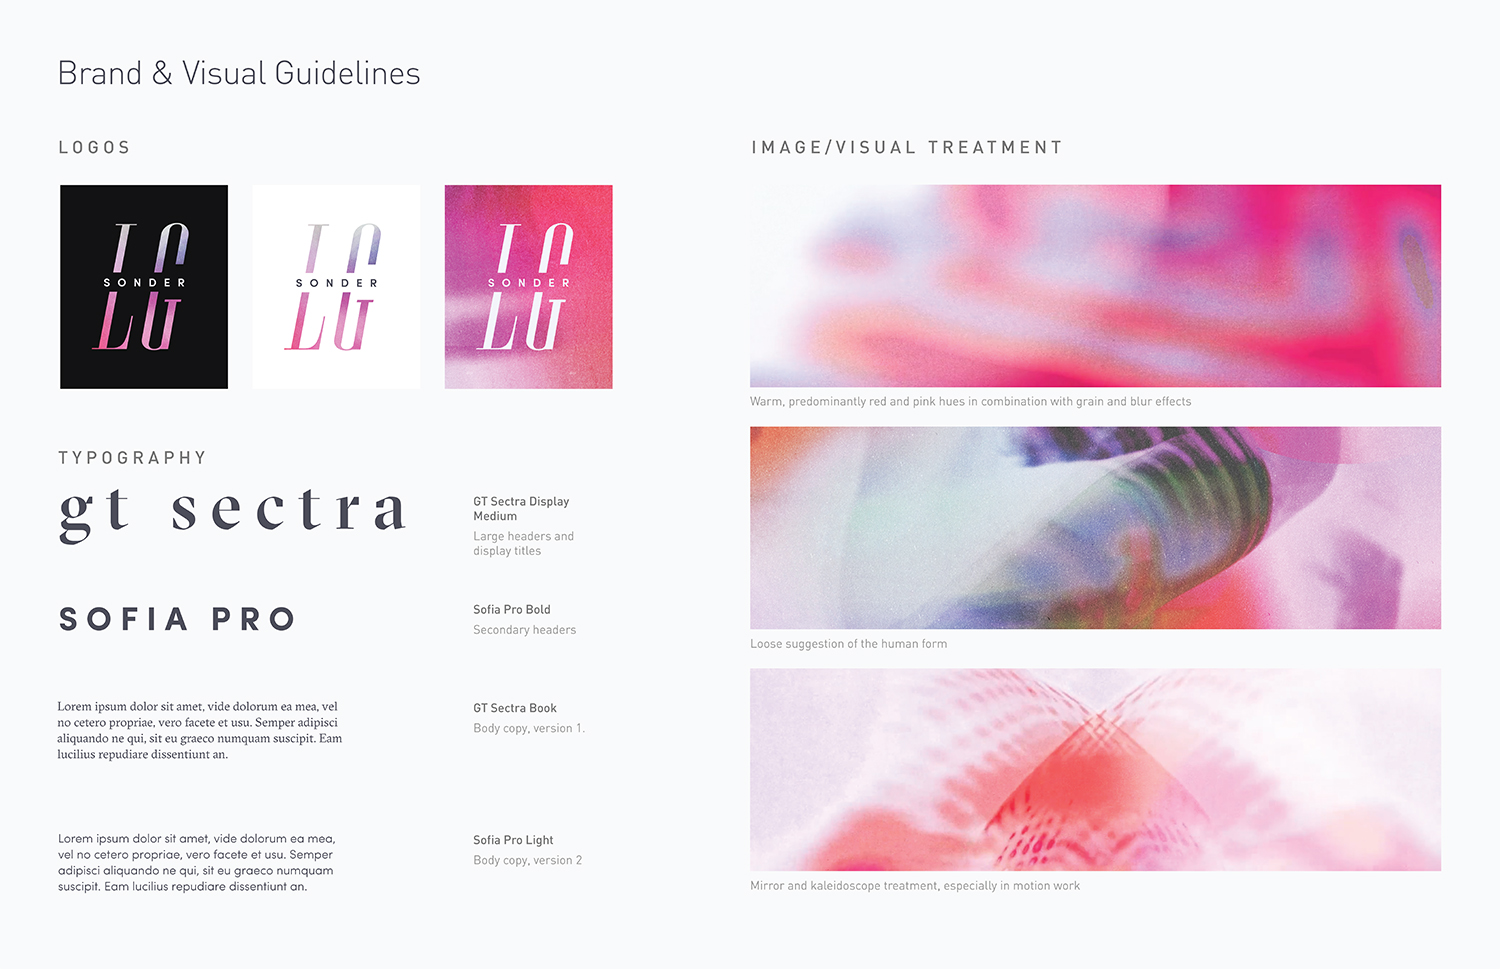 Brand & Visual Guidelines
LOGOS
SONDER
SONDER
SONDER
TYPOGRAPHY
gt sectra
GT Sectra Display
Medium
Large headers and
display titles
SOFIA PRO
Sofia Pro Bold
Secondary headers
Lorem ipsum dolor sit amet, vide dolorum ea mea, vel
no cetero propriae, vero facete et usu. Semper adipisci
aliquando ne qui, sit eu graeco numquam suscipit. Eam
lucilius repudiare dissentiunt an.
GT Sectra Book
Body copy, version 1.
Lorem ipsum dolor sit amet, vide dolorum ea mea,
vel no cetero propriae, vero facete et usu. Semper
adipisci aliquando ne qui, sit eu graeco numquam
suscipit. Eam lucilius repudiare dissentiunt an.
Sofia Pro Light
Body copy, version 2
IMAGE/VISUAL TREATMENT
Warm, predominantly red and pink hues in combination with grain and blur effects
Loose suggestion of the human form
Mirror and kaleidoscope treatment, especially in motion work